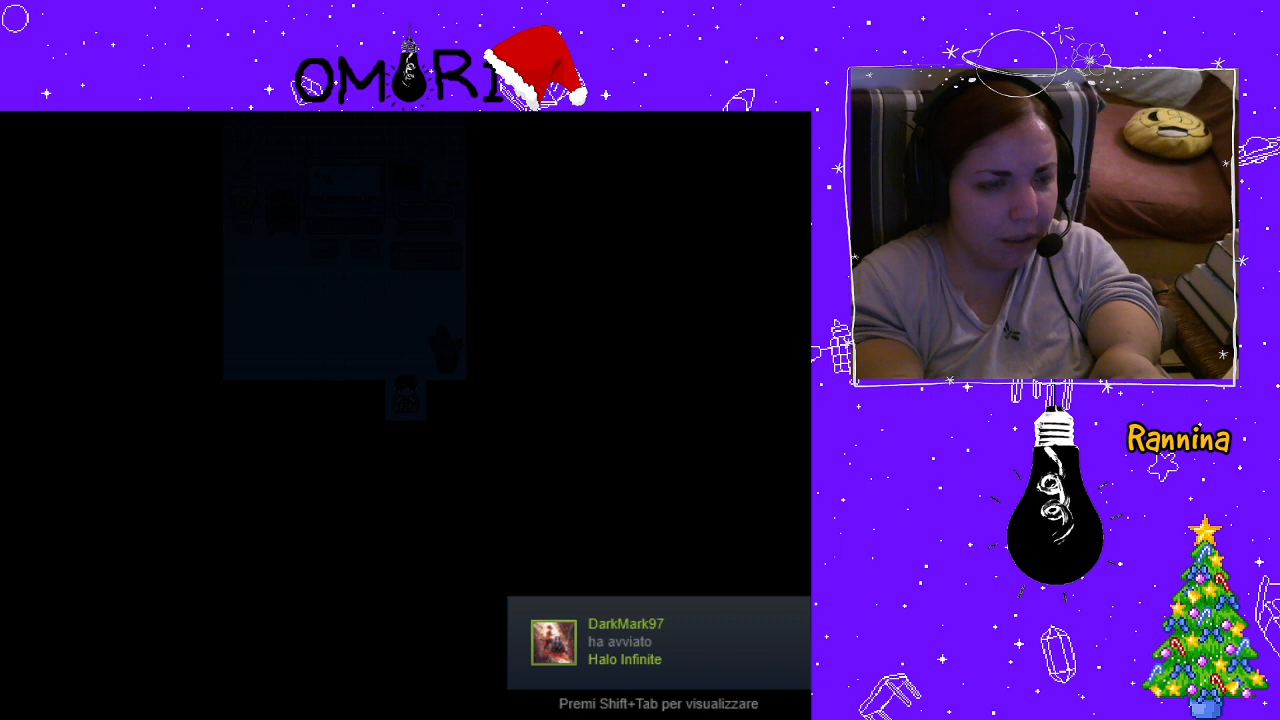 OMORI
Rannina
DarkMark97
ha avviato
Halo Infinite
Premi Shift+Tab per visualizzare